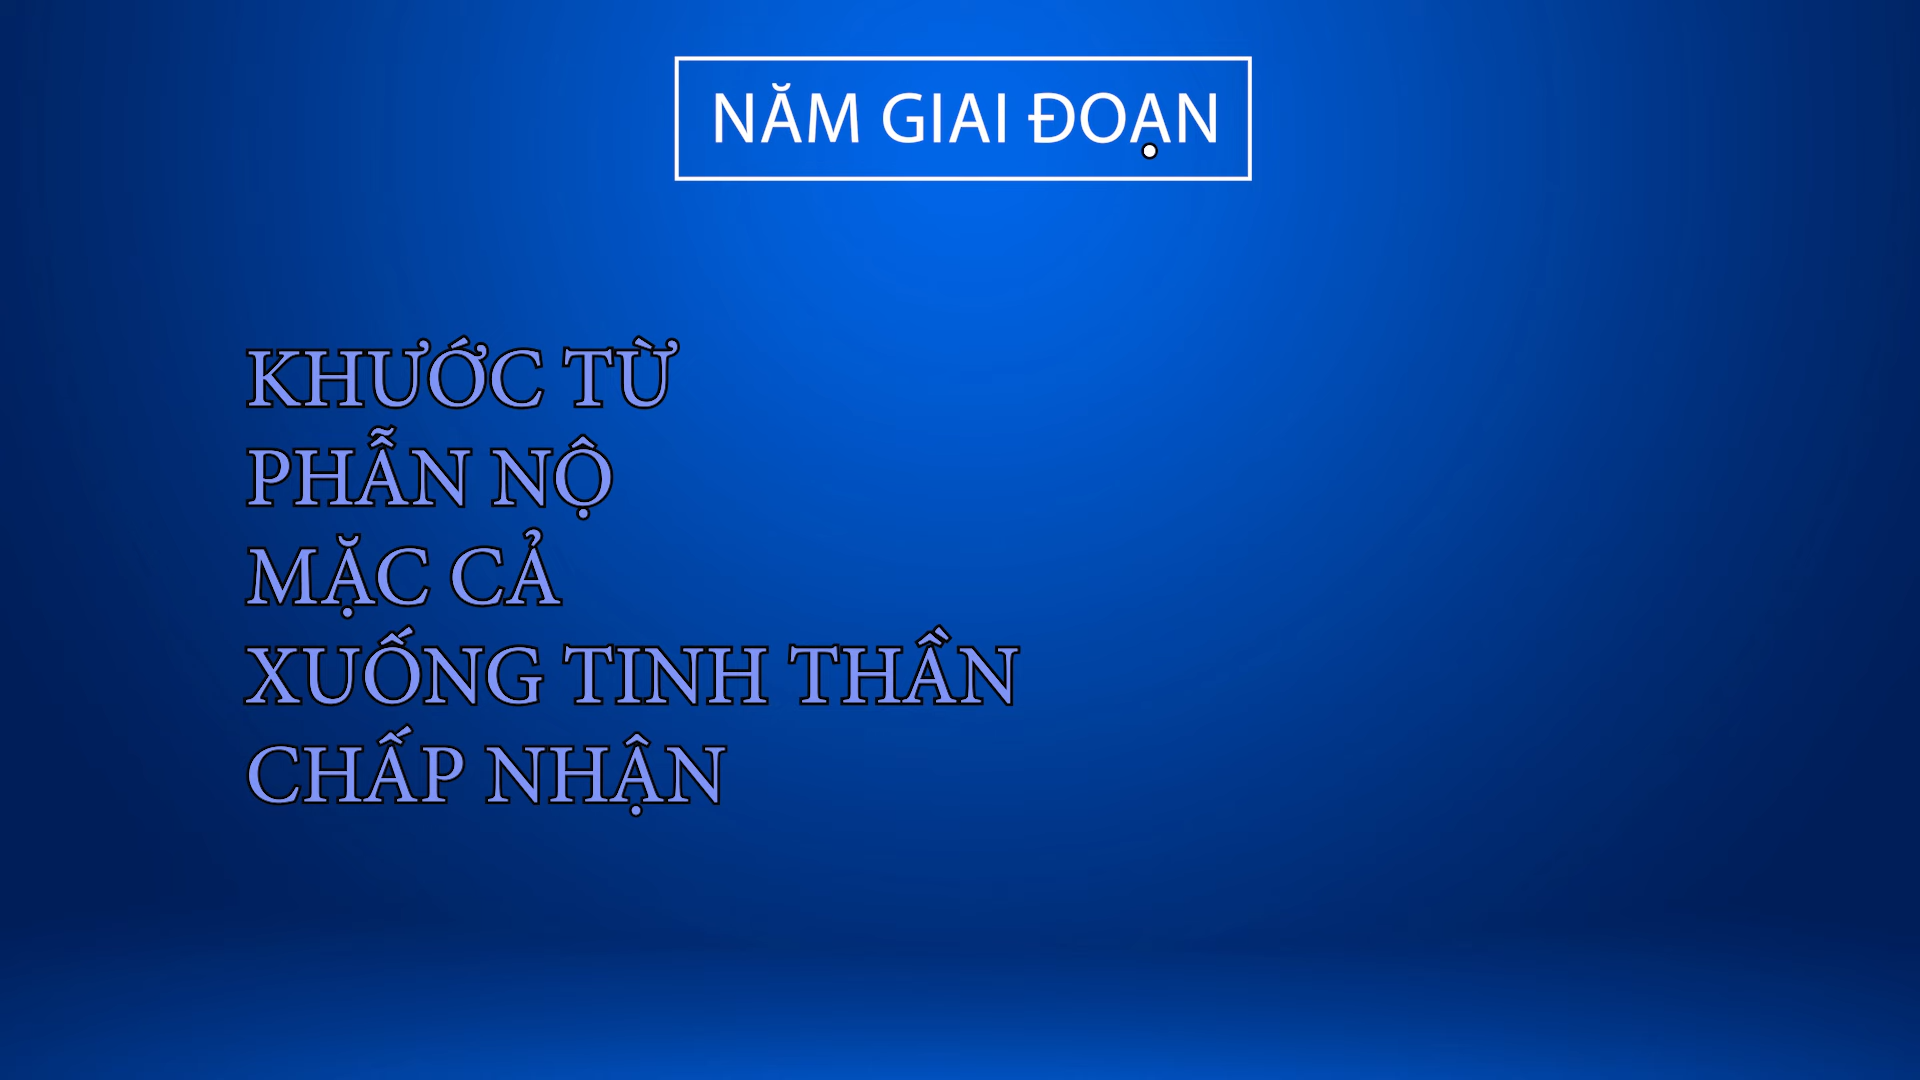 NĂM GIAI ĐOẠN
KHƯỚC TỪ
PHẪN NỘ
MẶC CẢ
XUỐNG TINH THẦN
CHẤP NHẬN